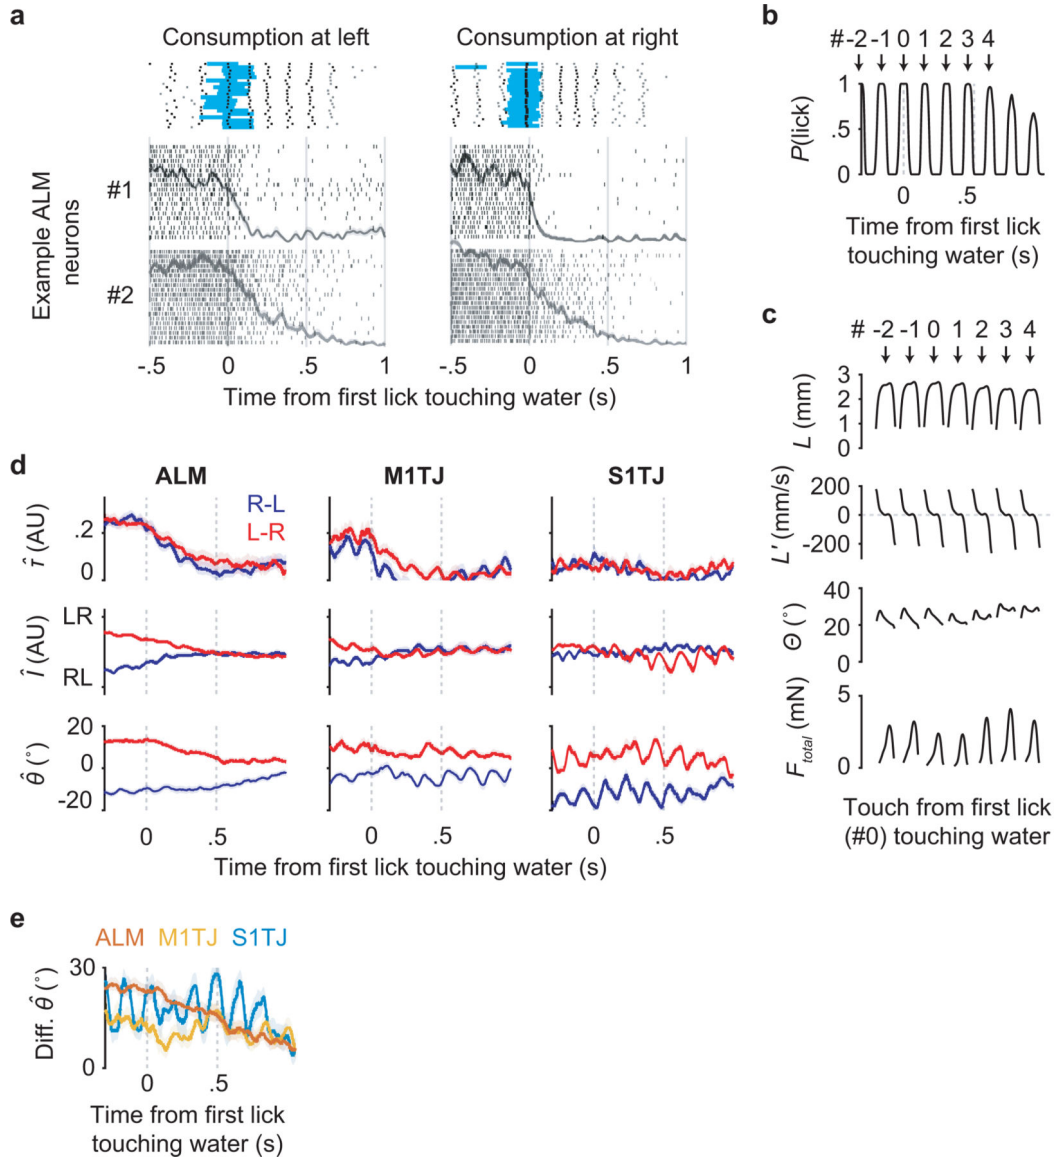 a
Consumption at left
Consumption at right
Example ALM
neurons
#1
#2
-.5 0 .5 1
-.5 0 .5 1
Time from first lick touching water (s)
b
# -2 -1 0 1 2 3 4
P(lick)
1
.5
0
0 .5
Time from first lick
touching water (s)
c
# -2 -1 0 1 2 3 4
L (mm)
3
2
1
0
L' (mm/s)
200
0
-200
Θ (°)
40
20
0
F total (mN)
5
0
Touch from first lick
(#0) touching water
d
ALM
M1TJ
S1TJ
R-L
L-R
τ̂ (AU)
.2
0
l̂ (AU)
LR
RL
θ̂ (°)
20
0
-20
0 .5
0 .5
0 .5
Time from first lick touching water (s)
e
ALM M1TJ S1TJ
Diff. θ̂ (°)
30
0
0 .5
Time from first lick
touching water (s)